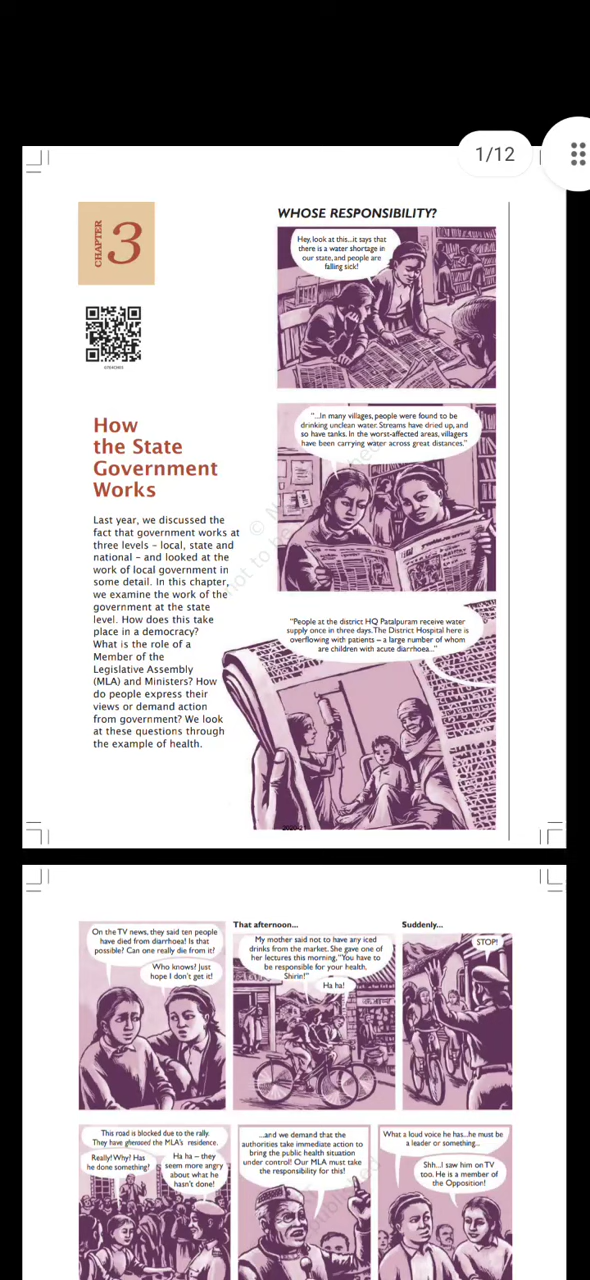 1/12
CHAPTER
3
WHOSE RESPONSIBILITY?
Hey, look at this...it says that
there is a water shortage in
our state, and people are
falling sick!
How
the State
Government
Works
Last year, we discussed the
fact that government works at
three levels – local, state and
national – and looked at the
work of local government in
some detail. In this chapter,
we examine the work of the
government at the state
level. How does this take
place in a democracy?
What is the role of a
Member of the
Legislative Assembly
(MLA) and Ministers? How
do people express their
views or demand action
from government? We look
at these questions through
the example of health.
"...In many villages, people were found to be
drinking unclean water. Streams have dried up, and
so have tanks. In the worst-affected areas, villagers
have been carrying water across great distances."
"People at the district HQ Patalpuram receive water
supply once in three days. The District Hospital here is
overflowing with patients – a large number of whom
are children with acute diarrhoea..."
On the TV news, they said ten people
have died from diarrhoea! Is that
possible? Can one really die from it?
Who knows! Just
hope I don't get it!
That afternoon...
My mother said not to have any iced
drinks from the market. She gave one of
her lectures this morning, "You have to
be responsible for your health,
Shirin!"
Ha ha!
Suddenly...
STOP!
This road is blocked due to the rally.
They have gheraoed the MLA's residence.
Really! Why? Has
he done something?
Ha ha – they
seem more angry
about what he
hasn't done!
...and we demand that the
authorities take immediate action to
bring the public health situation
under control! Our MLA must take
the responsibility for this!
What a loud voice he has...he must be
a leader or something...
Shh...I saw him on TV
too. He is a member of
the Opposition!